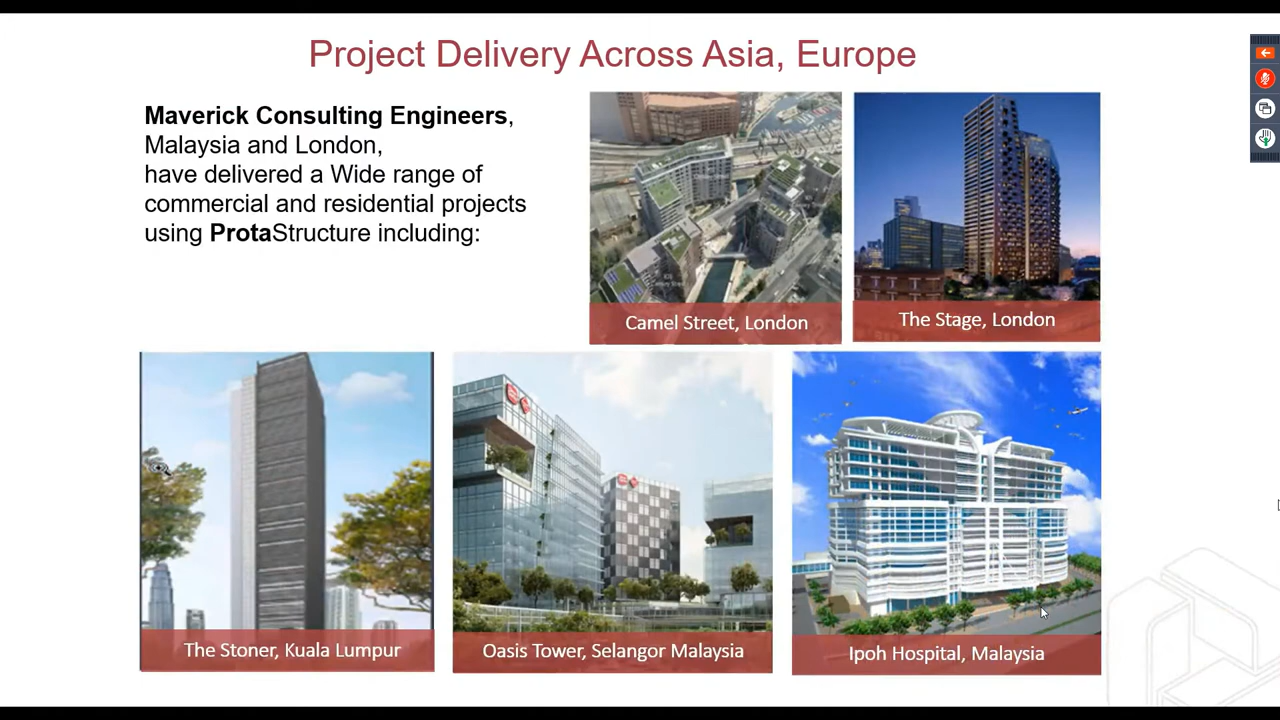 Project Delivery Across Asia, Europe
Maverick Consulting Engineers,
Malaysia and London,
have delivered a Wide range of
commercial and residential projects
using ProtaStructure including:
Camel Street, London
The Stage, London
The Stoner, Kuala Lumpur
Oasis Tower, Selangor Malaysia
Ipoh Hospital, Malaysia